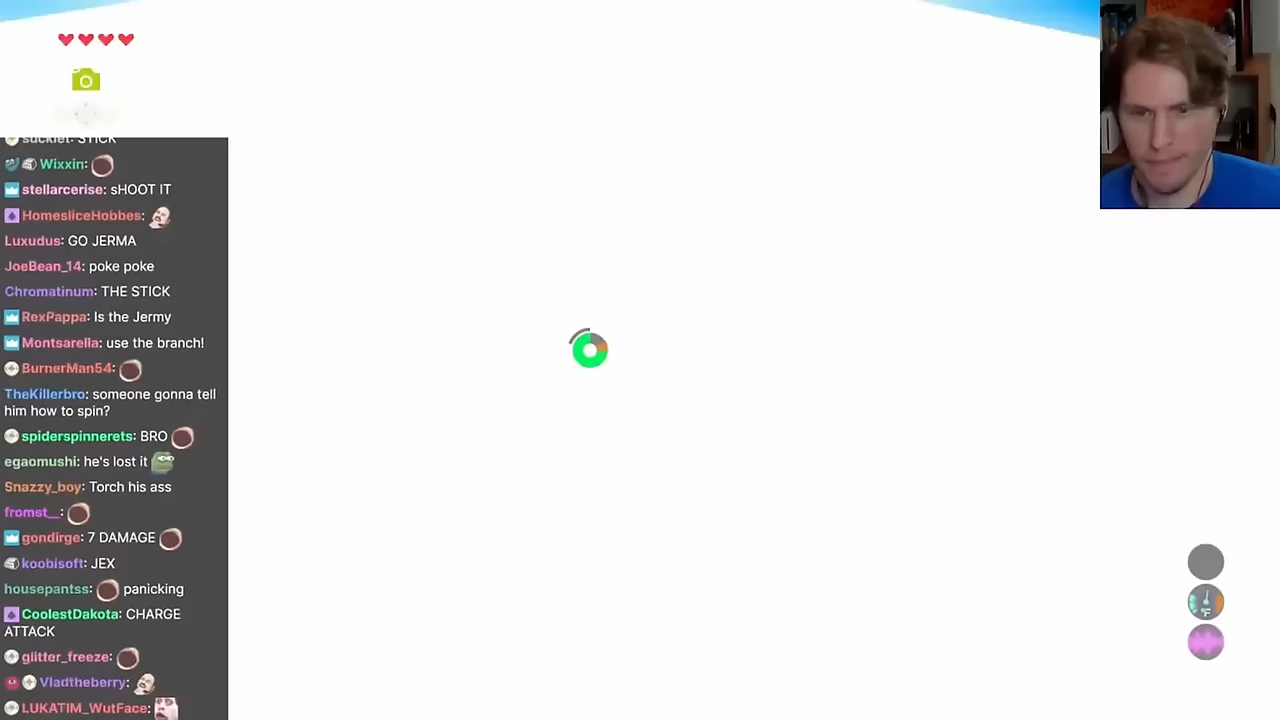 sucklet: STICK
Wixxin:
stellarcerise: sHOOT IT
HomesliceHobbes:
Luxudus: GO JERMA
JoeBean_14: poke poke
Chromatinum: THE STICK
RexPappa: Is the Jermy
Montsarella: use the branch!
BurnerMan54:
TheKillerbro: someone gonna tell
him how to spin?
spiderspinnerets: BRO
egaomushi: he's lost it
Snazzy_boy: Torch his ass
fromst__:
gondirge: 7 DAMAGE
koobisoft: JEX
housepantss: panicking
CoolestDakota: CHARGE
ATTACK
glitter_freeze:
Vladtheberry:
LUKATIM_WutFace:
°F